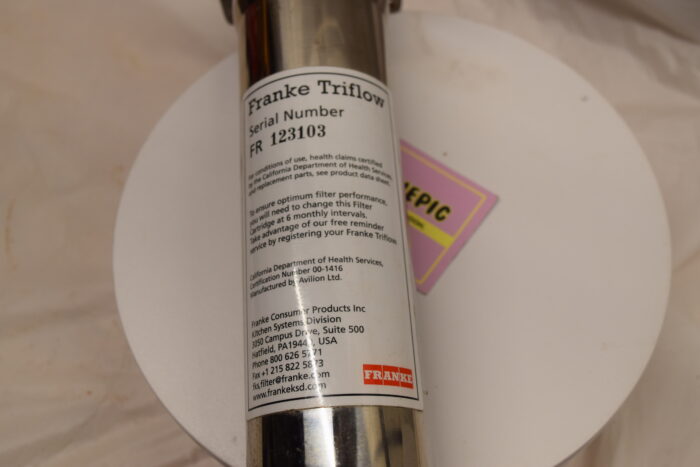 Franke Triflow
Serial Number
FR 123103
For conditions of use, health claims certified
by the California Department of Health Services,
and replacement parts, see product data sheet.
To ensure optimum filter performance,
you will need to change this Filter
Cartridge at 6 monthly intervals.
Take advantage of our free reminder
service by registering your Franke Triflow
California Department of Health Services,
Certification Number 00-1416
Manufactured by Avilion Ltd.
Franke Consumer Products Inc
Kitchen Systems Division
3050 Campus Drive, Suite 500
Hatfield, PA19440, USA
Phone 800 626 5771
Fax +1 215 822 5873
fks.filter@franke.com
www.frankeksd.com
FRANKE